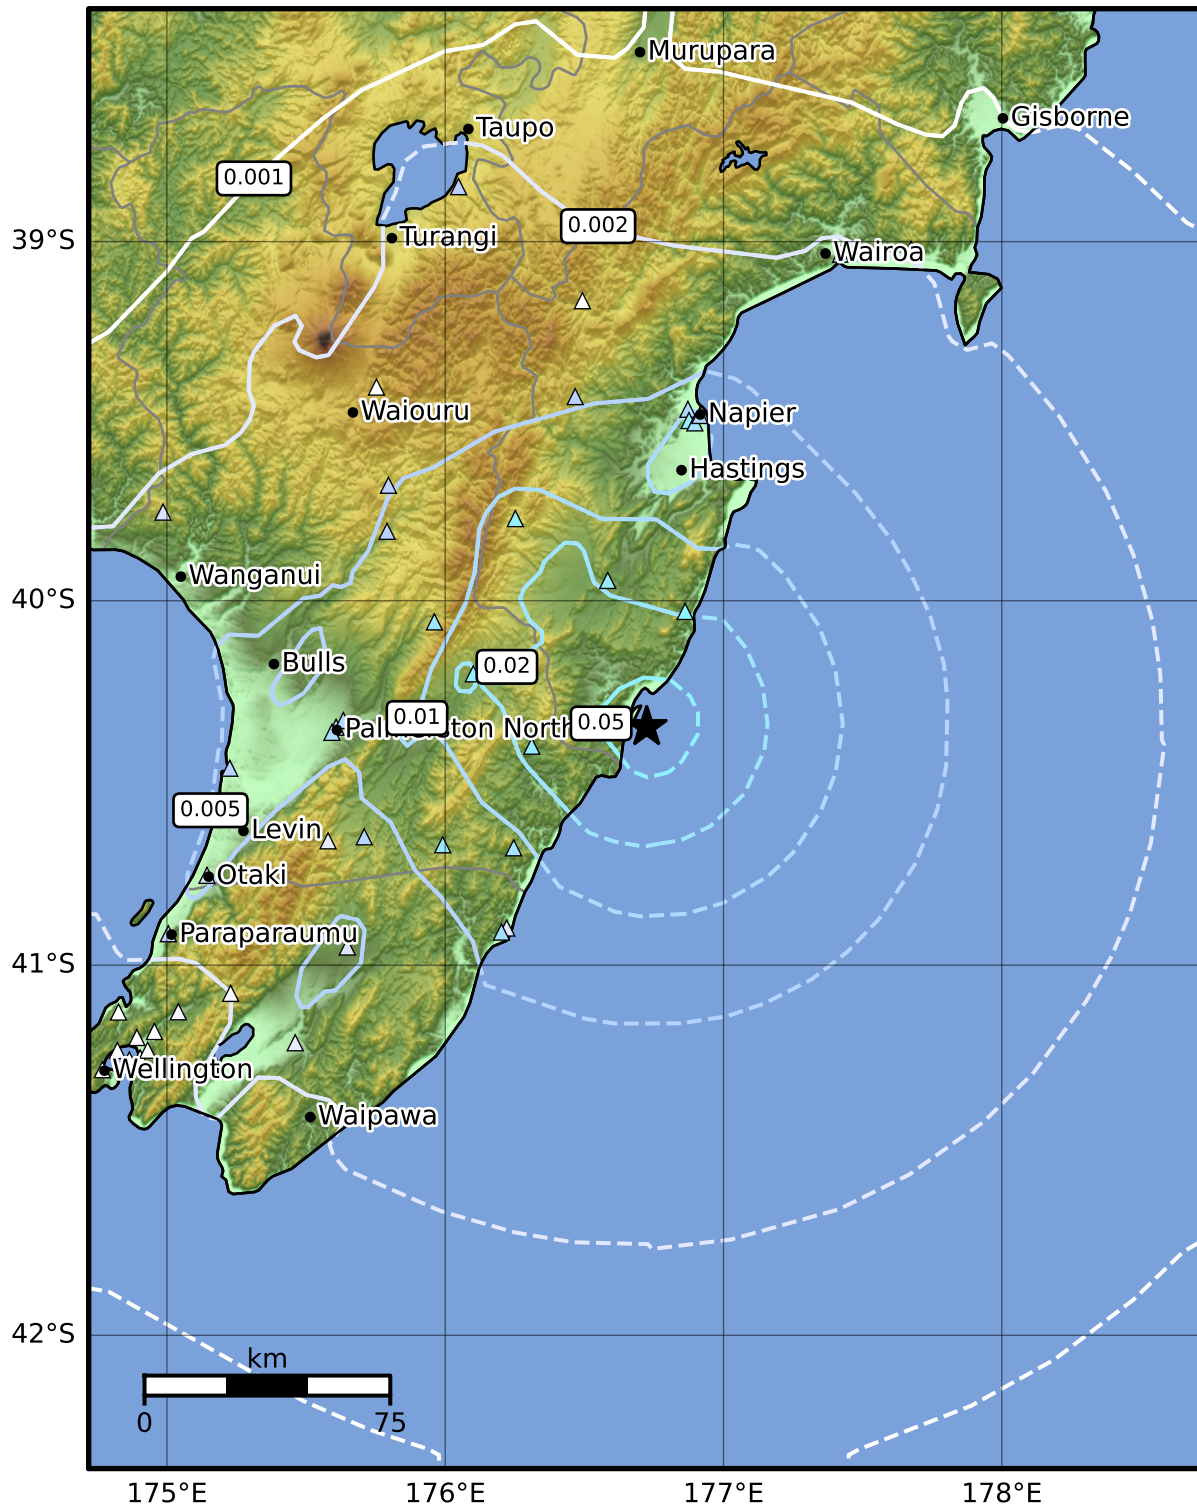 Murupara
Gisborne
Taupo
0.001
0.002
39°S
Turangi
Wairoa
Waiouru
Napier
Hastings
Wanganui
40°S
Bulls
0.02
0.01
Palmerston North
0.05
0.005
Levin
Otaki
Paraparaumu
41°S
Wellington
Waipawa
42°S
km
0
75
175°E
176°E
177°E
178°E